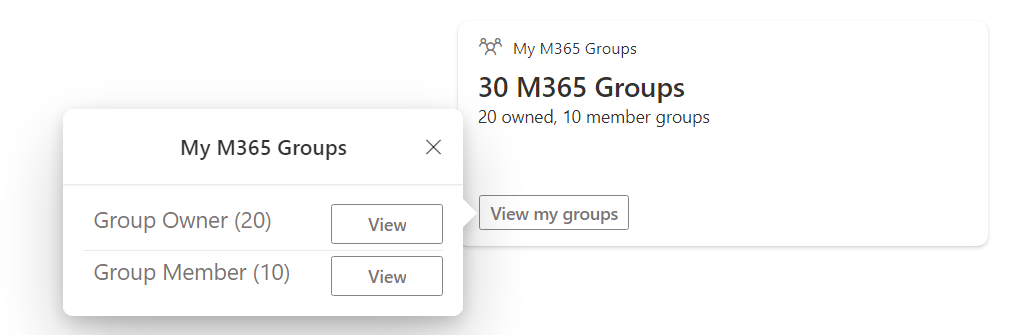 My M365 Groups
30 M365 Groups
20 owned, 10 member groups
View my groups
My M365 Groups
Group Owner (20)
View
Group Member (10)
View